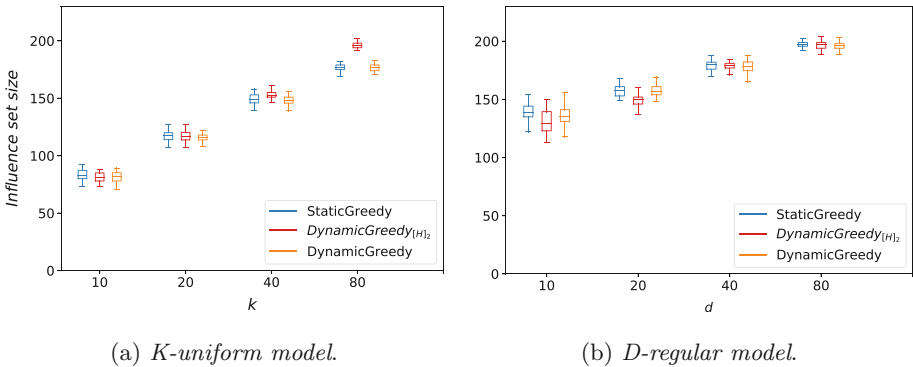 Influence set size
200
150
100
50
0
10 20 40 80
k
StaticGreedy
DynamicGreedy[H]2
DynamicGreedy
(a) K-uniform model.
200
150
100
50
0
10 20 40 80
d
StaticGreedy
DynamicGreedy[H]2
DynamicGreedy
(b) D-regular model.